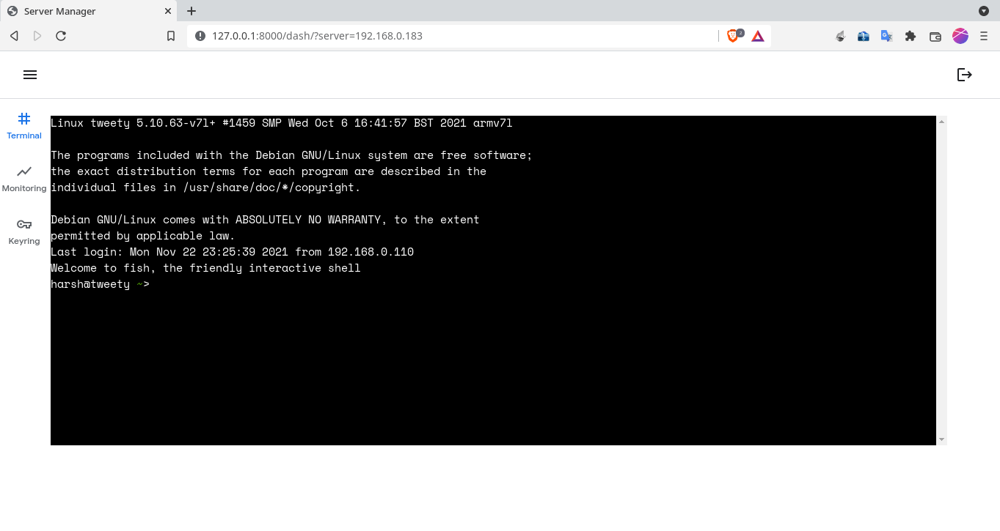 Server Manager
127.0.0.1:8000/dash/?server=192.168.0.183
2
Terminal
Monitoring
Keyring
Linux tweety 5.10.63-v7l+ #1459 SMP Wed Oct 6 16:41:57 BST 2021 armv7l
The programs included with the Debian GNU/Linux system are free software;
the exact distribution terms for each program are described in the
individual files in /usr/share/doc/*/copyright.
Debian GNU/Linux comes with ABSOLUTELY NO WARRANTY, to the extent
permitted by applicable law.
Last login: Mon Nov 22 23:25:39 2021 from 192.168.0.110
Welcome to fish, the friendly interactive shell
harsh@tweety ~>